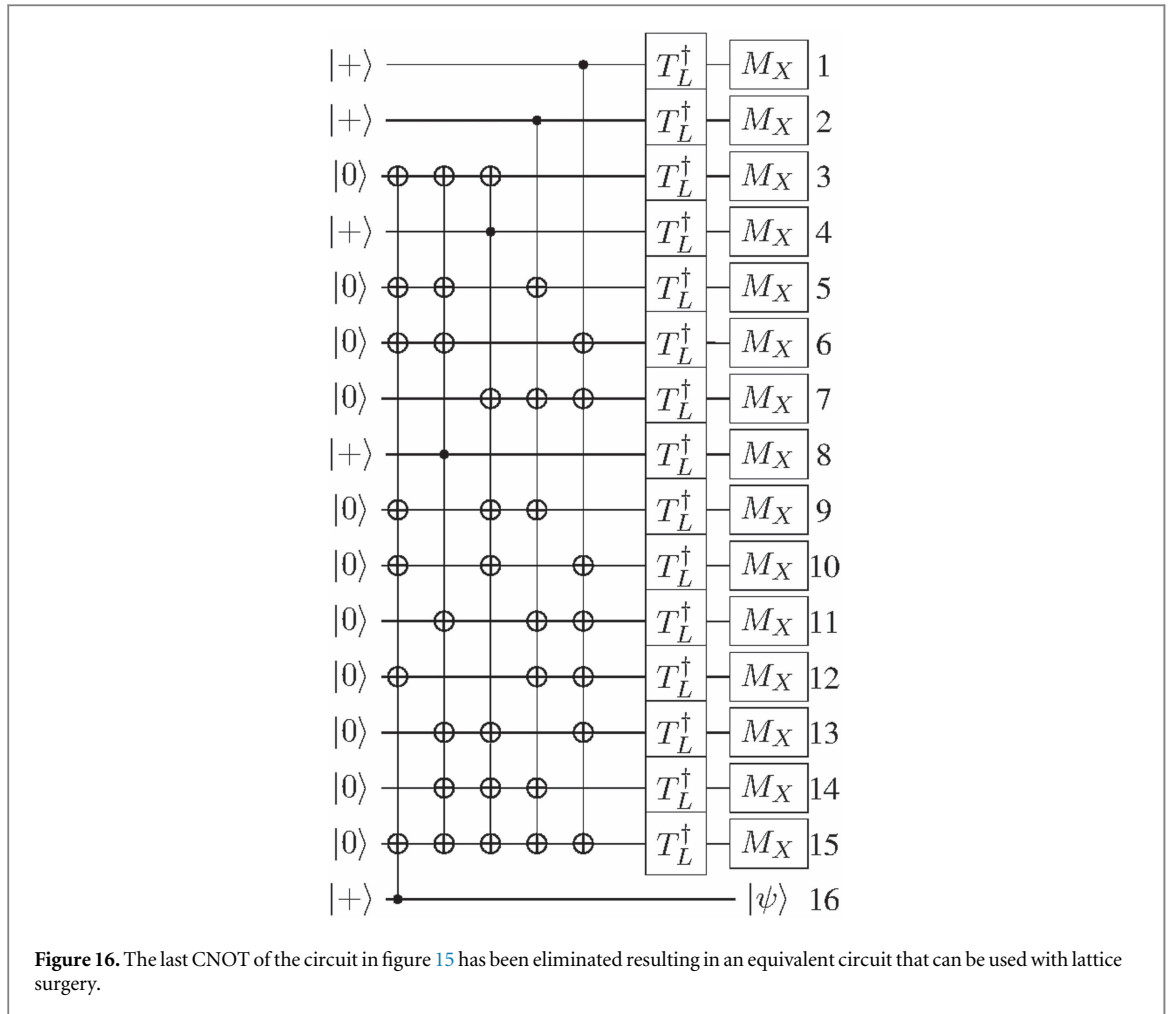 |+⟩ T_L^† M_X 1
|+⟩ T_L^† M_X 2
|0⟩ T_L^† M_X 3
|+⟩ T_L^† M_X 4
|0⟩ T_L^† M_X 5
|0⟩ T_L^† M_X 6
|0⟩ T_L^† M_X 7
|+⟩ T_L^† M_X 8
|0⟩ T_L^† M_X 9
|0⟩ T_L^† M_X 10
|0⟩ T_L^† M_X 11
|0⟩ T_L^† M_X 12
|0⟩ T_L^† M_X 13
|0⟩ T_L^† M_X 14
|0⟩ T_L^† M_X 15
|+⟩ |ψ⟩ 16
Figure 16. The last CNOT of the circuit in figure 15 has been eliminated resulting in an equivalent circuit that can be used with lattice
surgery.